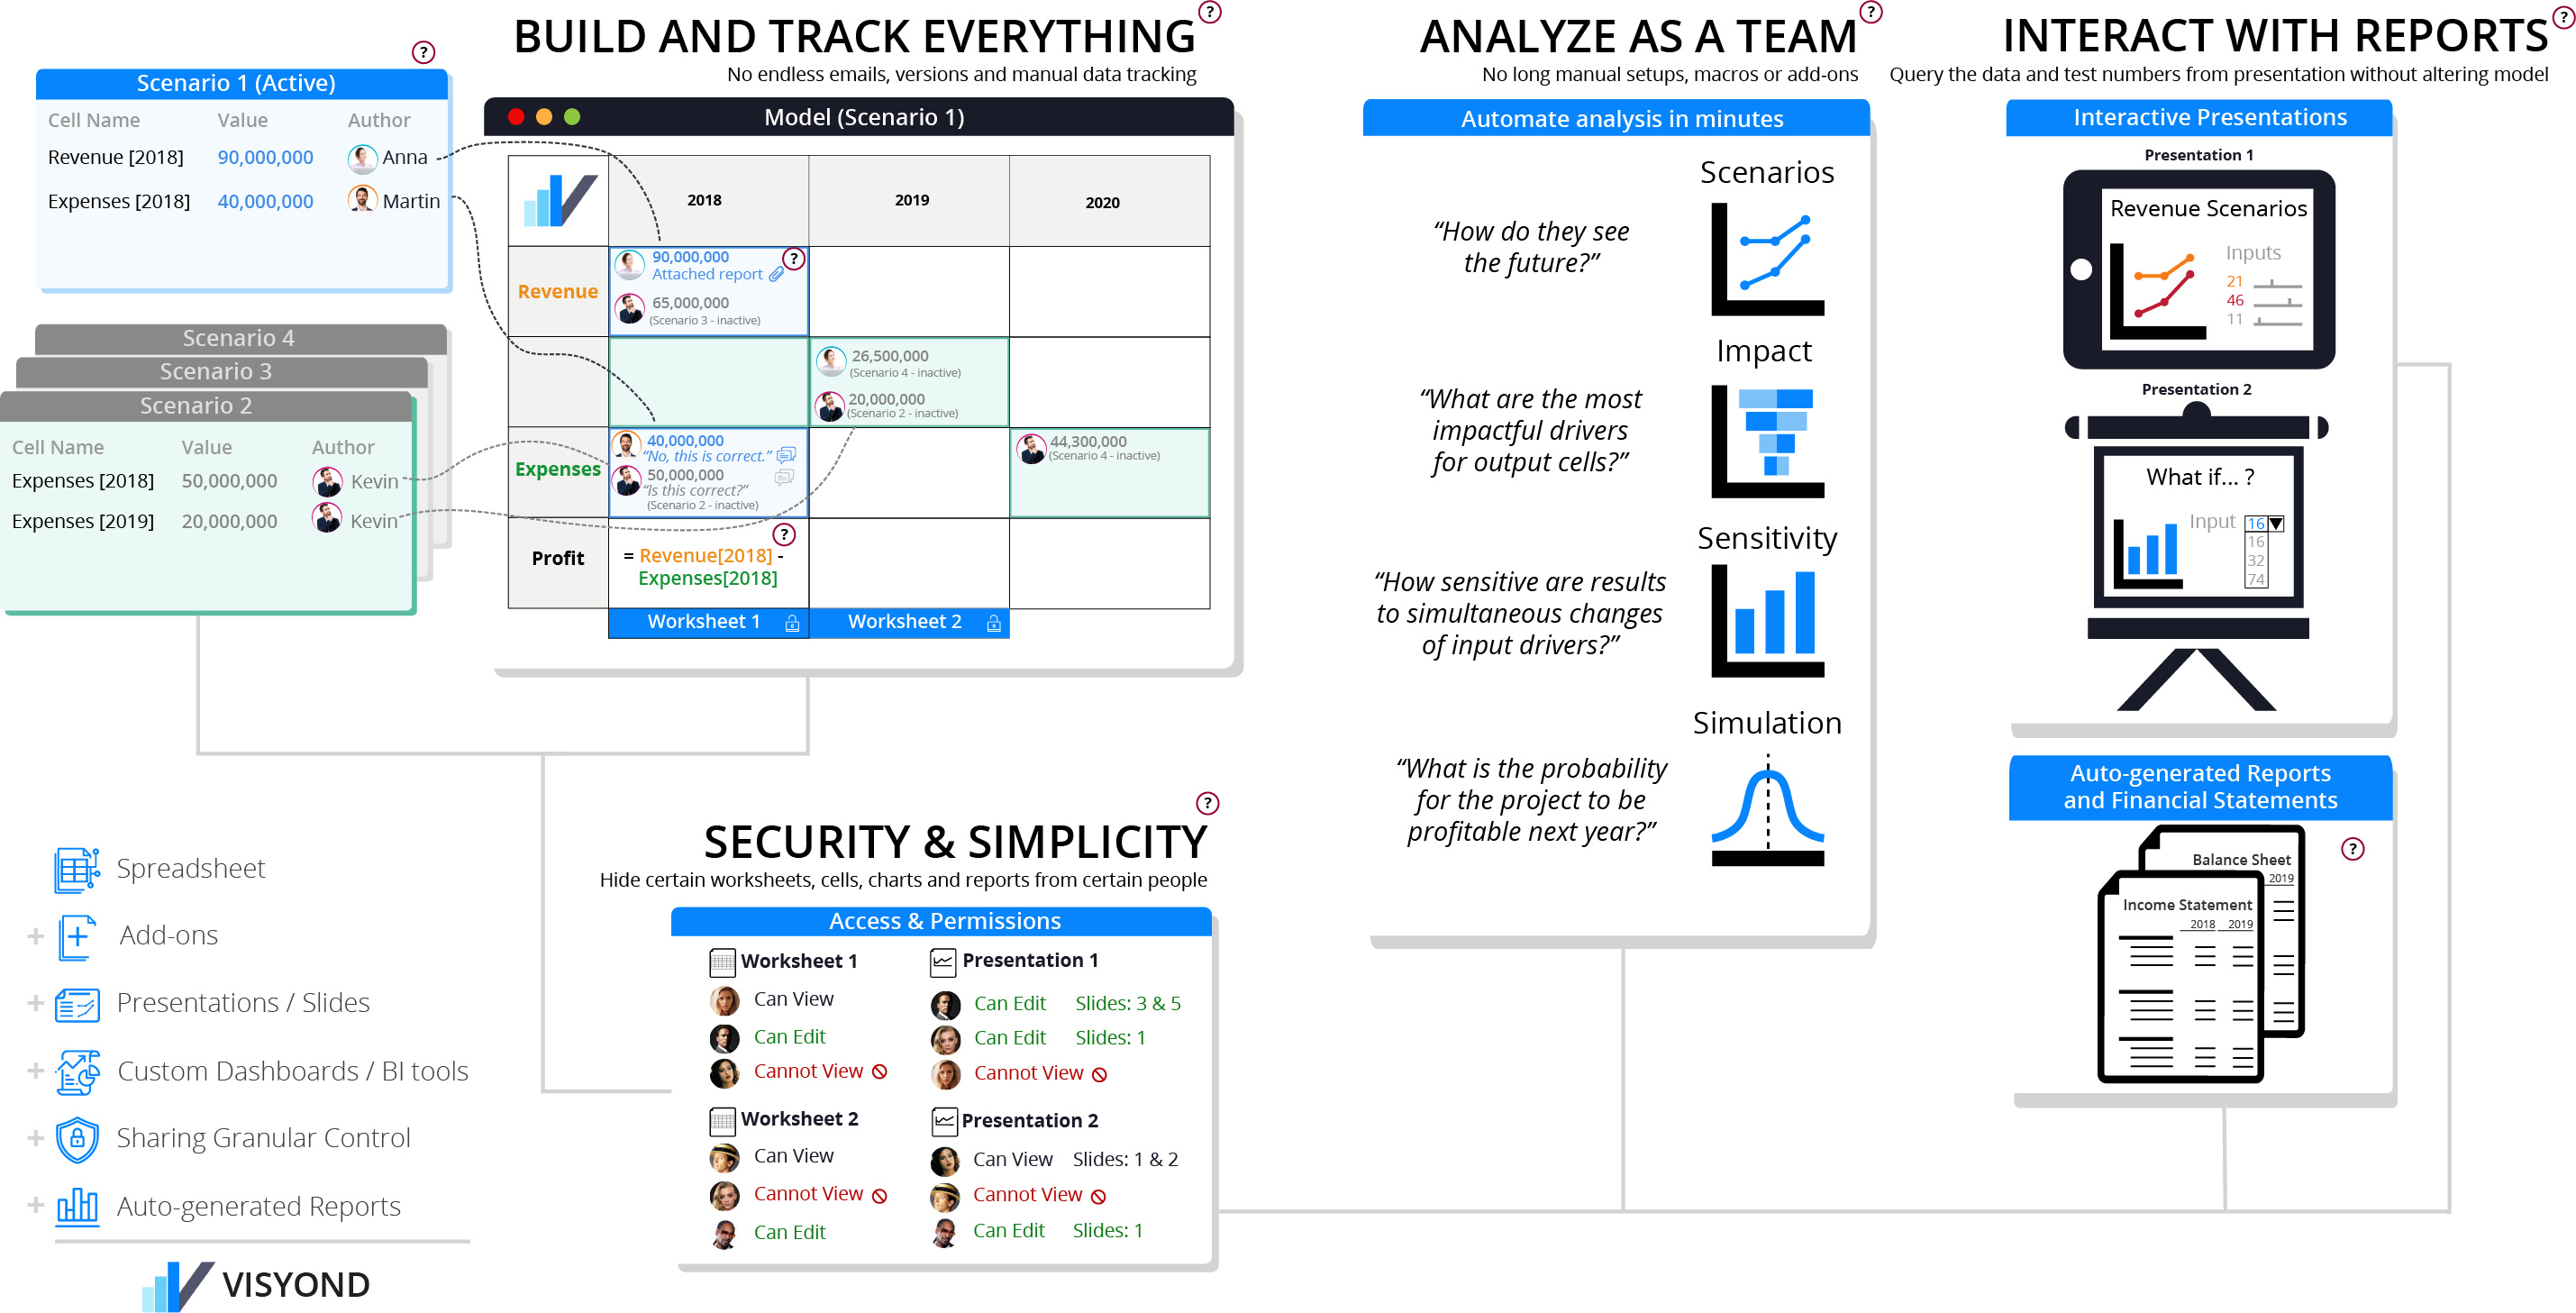 BUILD AND TRACK EVERYTHING ?
No endless emails, versions and manual data tracking
?
Scenario 1 (Active)
Cell Name Value Author
Revenue [2018] 90,000,000 Anna
Expenses [2018] 40,000,000 Martin
Scenario 4
Scenario 3
Scenario 2
Cell Name Value Author
Expenses [2018] 50,000,000 Kevin
Expenses [2019] 20,000,000 Kevin
Model (Scenario 1)
2018 2019 2020
Revenue
90,000,000 ?
Attached report
65,000,000
(Scenario 3 - inactive)
26,500,000
(Scenario 4 - inactive)
20,000,000
(Scenario 2 - inactive)
Expenses
40,000,000
“No, this is correct.”
50,000,000
“Is this correct?”
(Scenario 2 - inactive)
44,300,000
(Scenario 4 - inactive)
Profit
?
= Revenue[2018] -
Expenses[2018]
Worksheet 1 Worksheet 2
ANALYZE AS A TEAM ?
No long manual setups, macros or add-ons
Automate analysis in minutes
Scenarios
“How do they see
the future?”
Impact
“What are the most
impactful drivers
for output cells?”
Sensitivity
“How sensitive are results
to simultaneous changes
of input drivers?”
Simulation
“What is the probability
for the project to be
profitable next year?”
INTERACT WITH REPORTS ?
Query the data and test numbers from presentation without altering model
Interactive Presentations
Presentation 1
Revenue Scenarios
Inputs
21
46
11
Presentation 2
What if... ?
Input 16
16
32
74
Auto-generated Reports
and Financial Statements
?
Balance Sheet
2019
Income Statement
2018 2019
SECURITY & SIMPLICITY ?
Hide certain worksheets, cells, charts and reports from certain people
Access & Permissions
Worksheet 1
Can View
Can Edit
Cannot View
Presentation 1
Can Edit Slides: 3 & 5
Can Edit Slides: 1
Cannot View
Worksheet 2
Can View
Cannot View
Can Edit
Presentation 2
Can View Slides: 1 & 2
Cannot View
Can Edit Slides: 1
Spreadsheet
+ Add-ons
+ Presentations / Slides
+ Custom Dashboards / BI tools
+ Sharing Granular Control
+ Auto-generated Reports
VISYOND